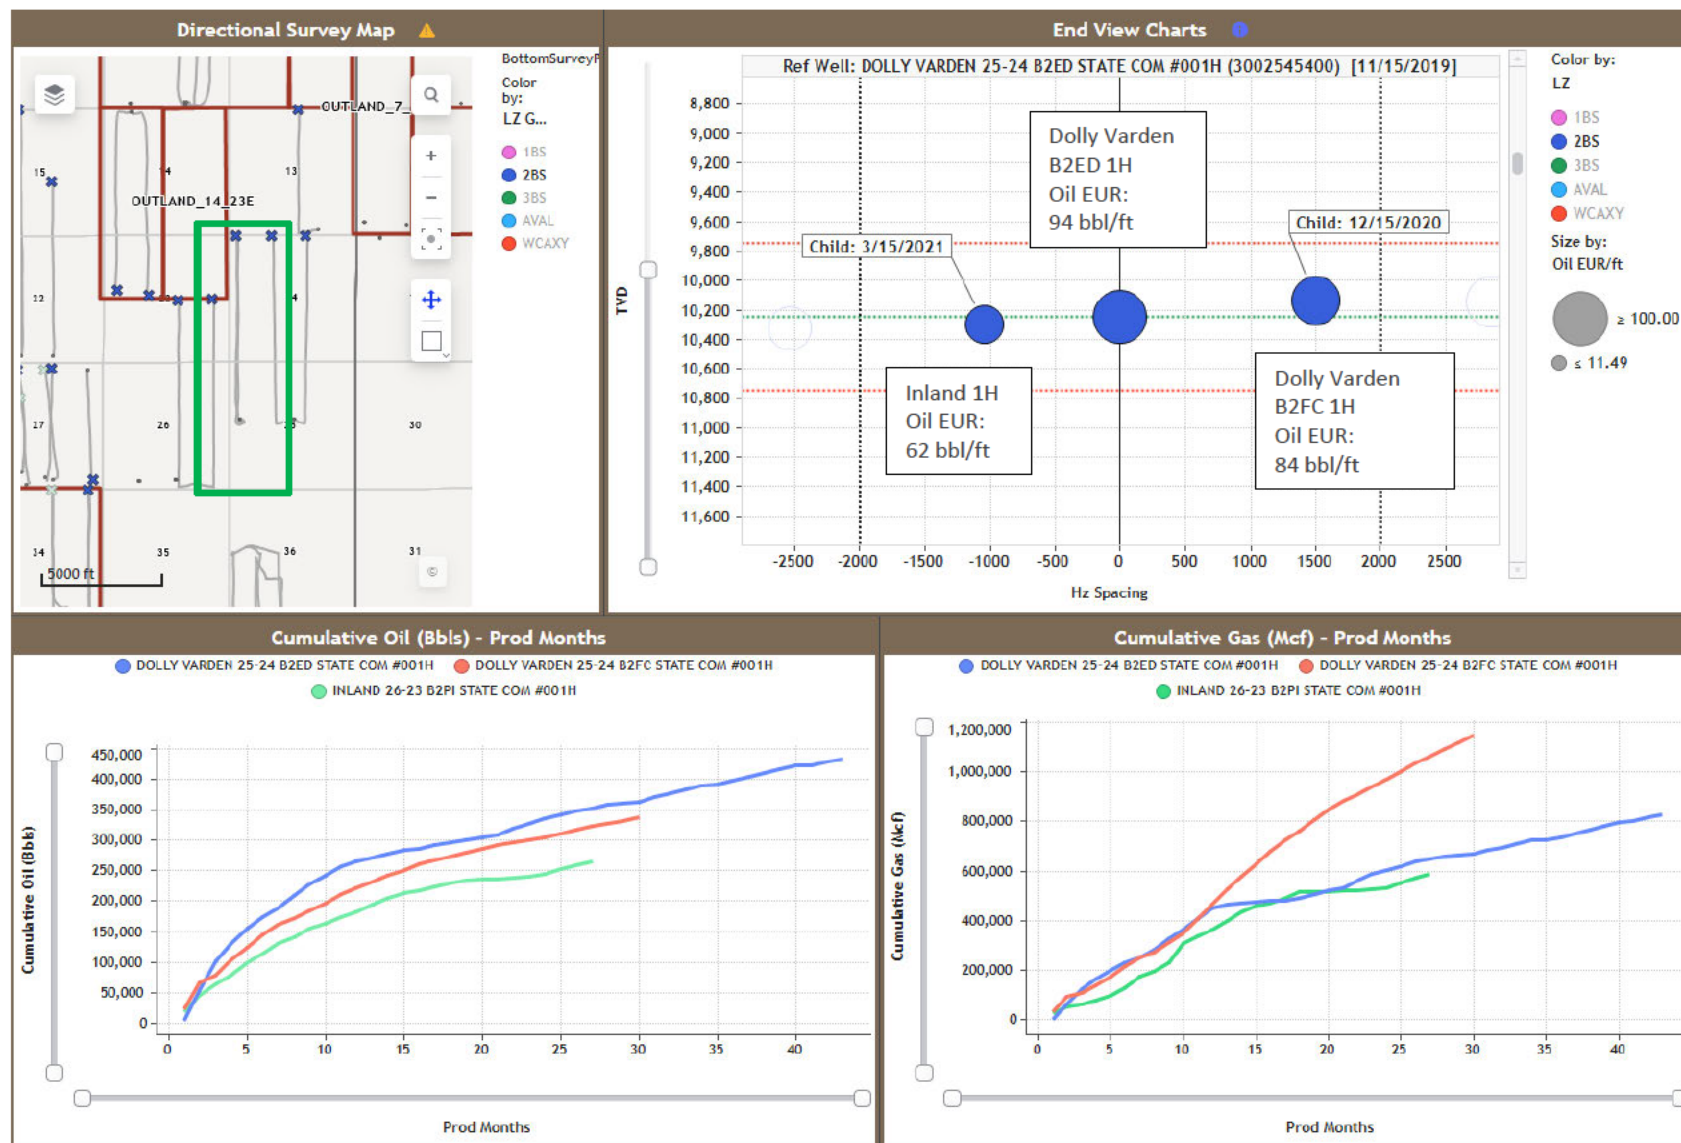 Directional Survey Map
BottomSurveyF
Color
by:
LZ G...
1BS
2BS
3BS
AVAL
WCAXY
OUTLAND_7_
15
13
OUTLAND_14_23E
22
27
26
30
34
35
36
31
5000 ft
©
End View Charts
Ref Well: DOLLY VARDEN 25-24 B2ED STATE COM #001H (3002545400) [11/15/2019]
TVD
8,800
9,000
9,200
9,400
9,600
9,800
10,000
10,200
10,400
10,600
10,800
11,000
11,200
11,400
11,600
Dolly Varden
B2ED 1H
Oil EUR:
94 bbl/ft
Child: 3/15/2021
Child: 12/15/2020
Inland 1H
Oil EUR:
62 bbl/ft
Dolly Varden
B2FC 1H
Oil EUR:
84 bbl/ft
-2500 -2000 -1500 -1000 -500 0 500 1000 1500 2000 2500
Hz Spacing
Color by:
LZ
1BS
2BS
3BS
AVAL
WCAXY
Size by:
Oil EUR/ft
≥ 100.00
≤ 11.49
Cumulative Oil (Bbls) - Prod Months
DOLLY VARDEN 25-24 B2ED STATE COM #001H DOLLY VARDEN 25-24 B2FC STATE COM #001H
INLAND 26-23 B2PI STATE COM #001H
Cumulative Oil (Bbls)
450,000
400,000
350,000
300,000
250,000
200,000
150,000
100,000
50,000
0
0 5 10 15 20 25 30 35 40
Prod Months
Cumulative Gas (Mcf) - Prod Months
DOLLY VARDEN 25-24 B2ED STATE COM #001H DOLLY VARDEN 25-24 B2FC STATE COM #001H
INLAND 26-23 B2PI STATE COM #001H
Cumulative Gas (Mcf)
1,200,000
1,000,000
800,000
600,000
400,000
200,000
0
0 5 10 15 20 25 30 35 40
Prod Months